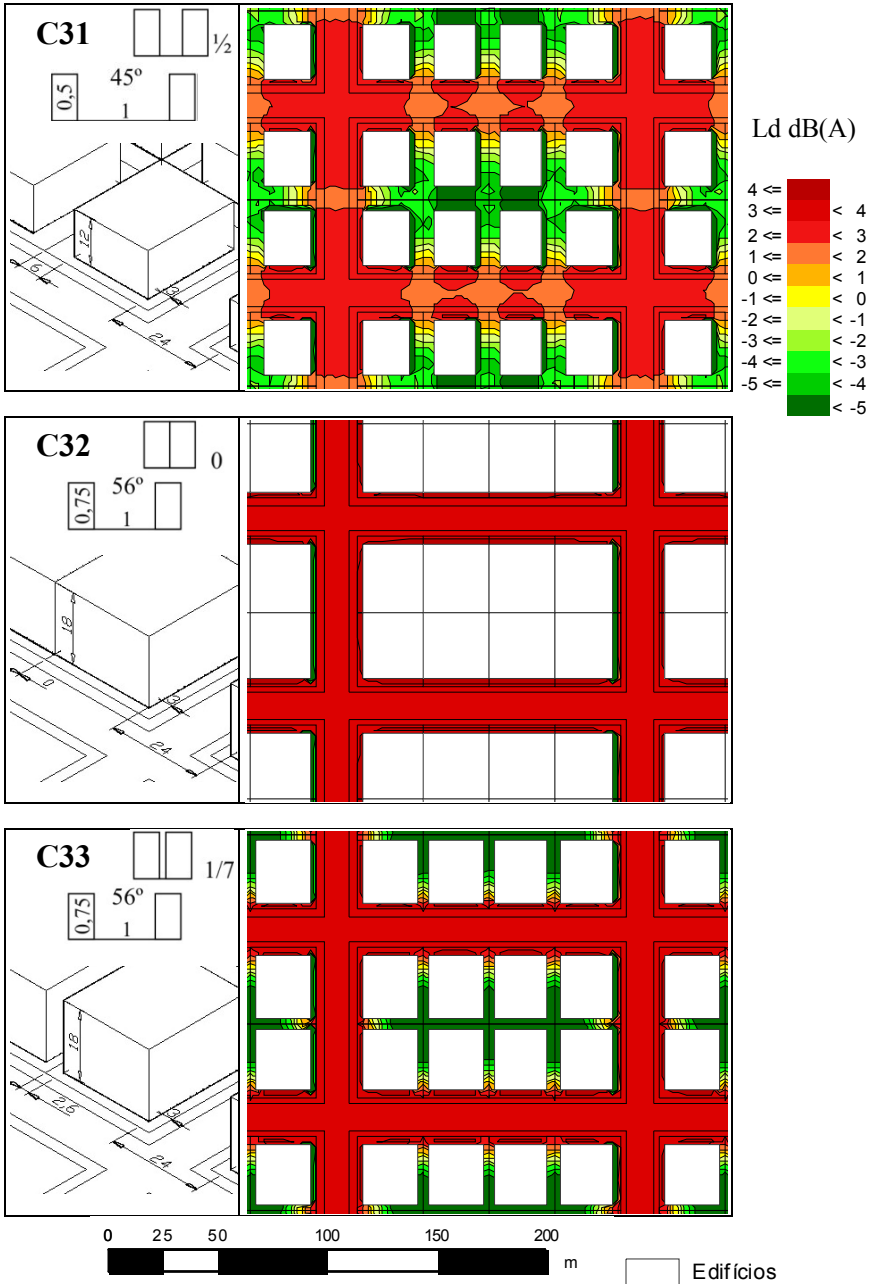 C31
½
45º
0,5
1
12
6
3
24
Ld dB(A)
4 <=
3 <= < 4
2 <= < 3
1 <= < 2
0 <= < 1
-1 <= < 0
-2 <= < -1
-3 <= < -2
-4 <= < -3
-5 <= < -4
< -5
C32
0
56º
0,75
1
18
0
3
24
C33
1/7
56º
0,75
1
18
2,6
3
24
0 25 50 100 150 200
m
Edifícios